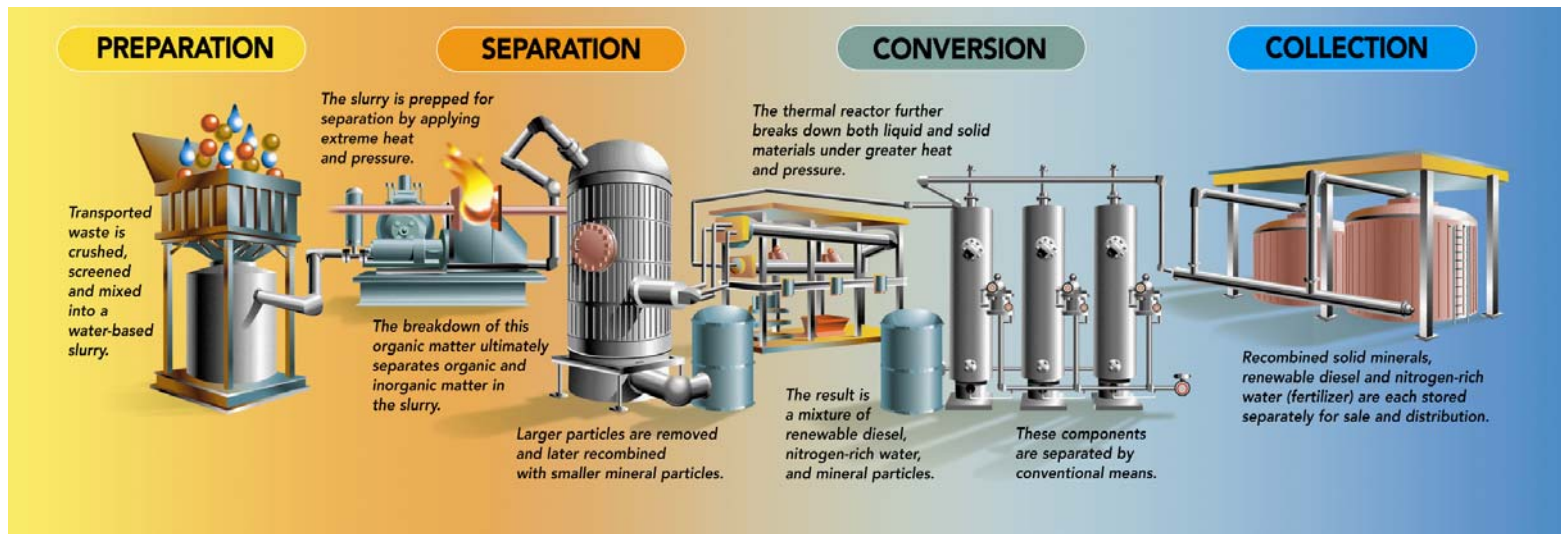 PREPARATION
SEPARATION
CONVERSION
COLLECTION
Transported
waste is
crushed,
screened
and mixed
into a
water-based
slurry.
The slurry is prepped for
separation by applying
extreme heat
and pressure.
The breakdown of this
organic matter ultimately
separates organic and
inorganic matter in
the slurry.
Larger particles are removed
and later recombined
with smaller mineral particles.
The thermal reactor further
breaks down both liquid and solid
materials under greater heat
and pressure.
The result is
a mixture of
renewable diesel,
nitrogen-rich water,
and mineral particles.
These components
are separated by
conventional means.
Recombined solid minerals,
renewable diesel and nitrogen-rich
water (fertilizer) are each stored
separately for sale and distribution.